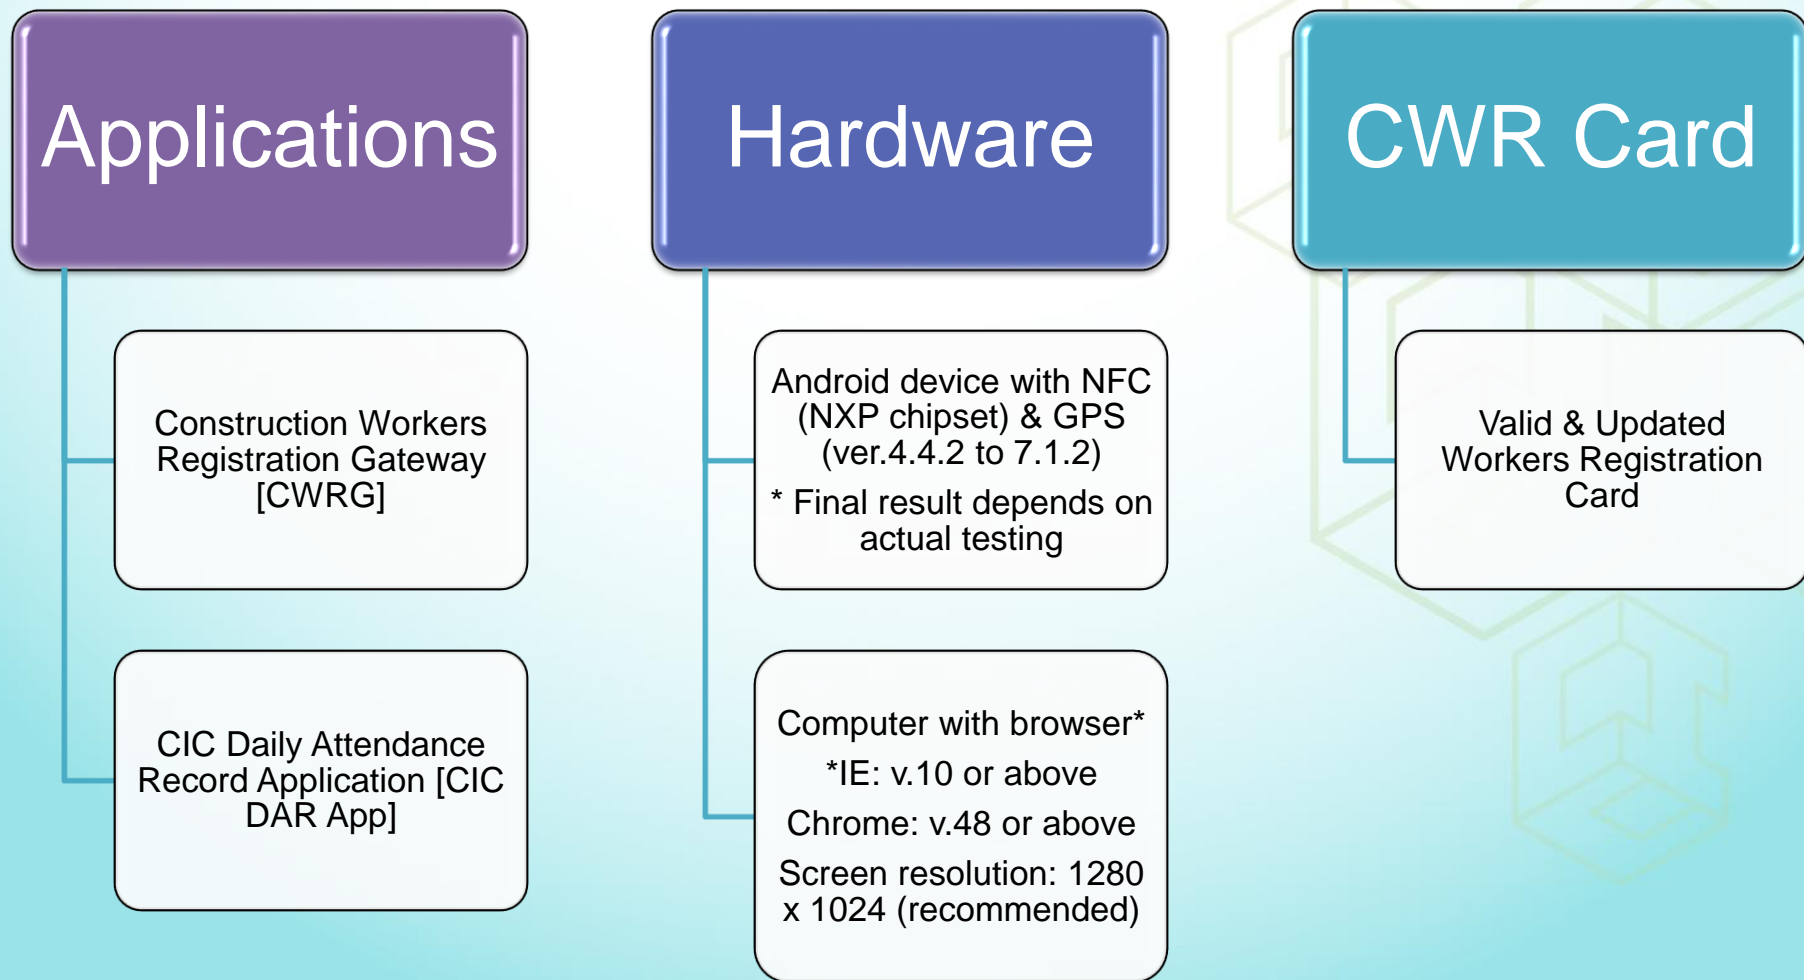 Applications
Construction Workers
Registration Gateway
[CWRG]
CIC Daily Attendance
Record Application [CIC
DAR App]
Hardware
Android device with NFC
(NXP chipset) & GPS
(ver.4.4.2 to 7.1.2)
* Final result depends on
actual testing
Computer with browser*
*IE: v.10 or above
Chrome: v.48 or above
Screen resolution: 1280
x 1024 (recommended)
CWR Card
Valid & Updated
Workers Registration
Card